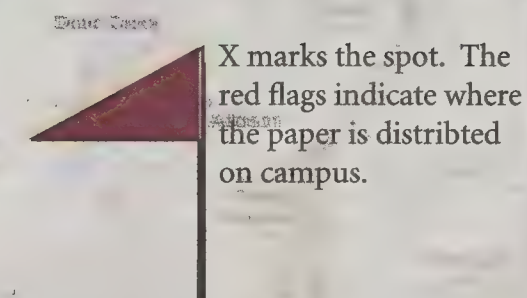 X marks the spot. The
red flags indicate where
the paper is distribted
on campus.